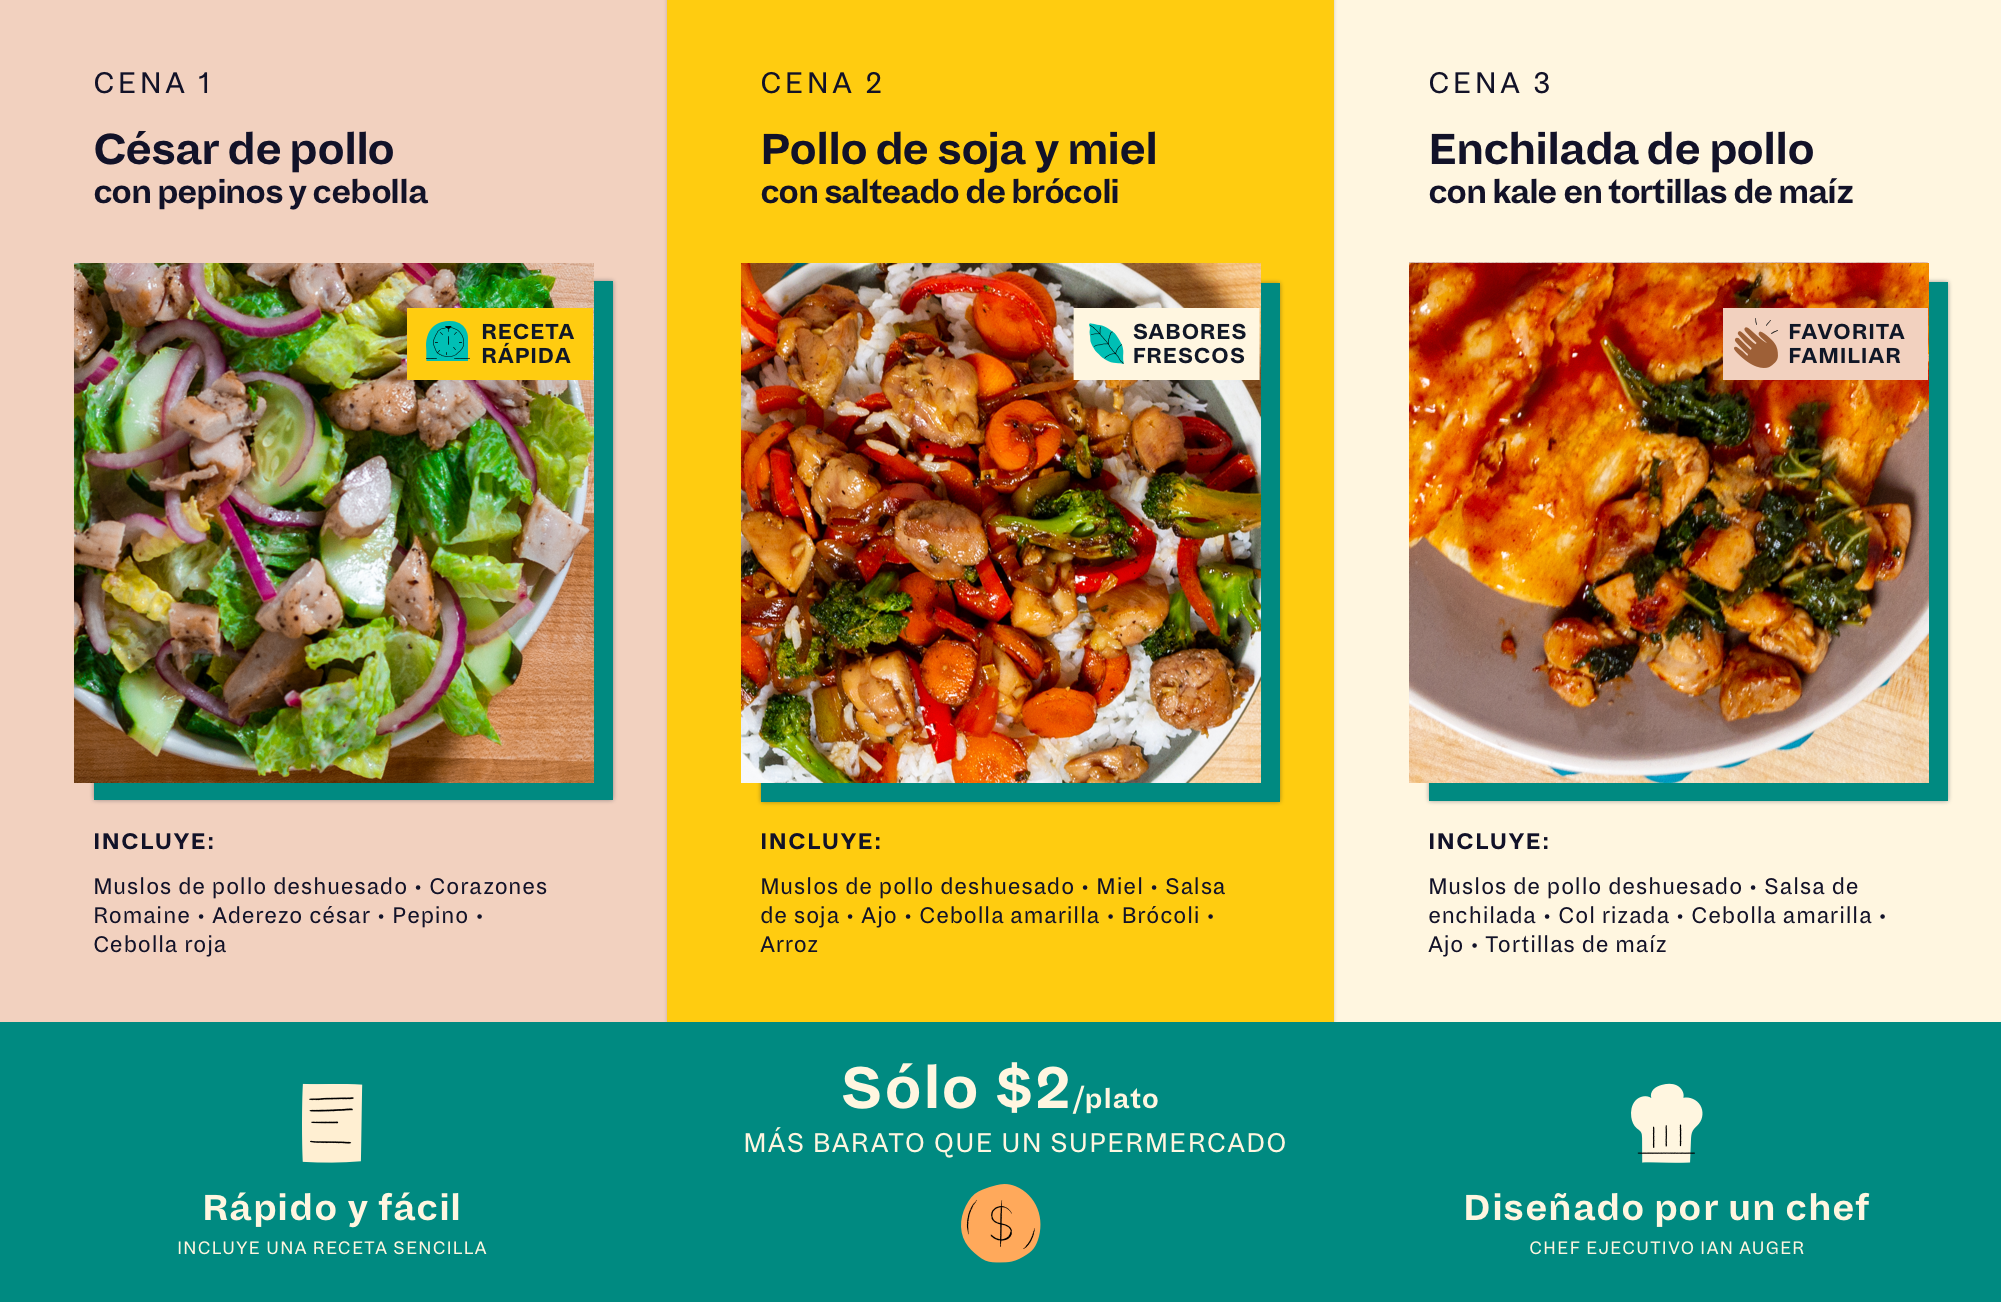 CENA 1
César de pollo
con pepinos y cebolla
RECETA
RÁPIDA
INCLUYE:
Muslos de pollo deshuesado • Corazones
Romaine • Aderezo césar • Pepino •
Cebolla roja
CENA 2
Pollo de soja y miel
con salteado de brócoli
SABORES
FRESCOS
INCLUYE:
Muslos de pollo deshuesado • Miel • Salsa
de soja • Ajo • Cebolla amarilla • Brócoli •
Arroz
CENA 3
Enchilada de pollo
con kale en tortillas de maíz
FAVORITA
FAMILIAR
INCLUYE:
Muslos de pollo deshuesado • Salsa de
enchilada • Col rizada • Cebolla amarilla •
Ajo • Tortillas de maíz
Rápido y fácil
INCLUYE UNA RECETA SENCILLA
Sólo $2/plato
MÁS BARATO QUE UN SUPERMERCADO
$
Diseñado por un chef
CHEF EJECUTIVO IAN AUGER